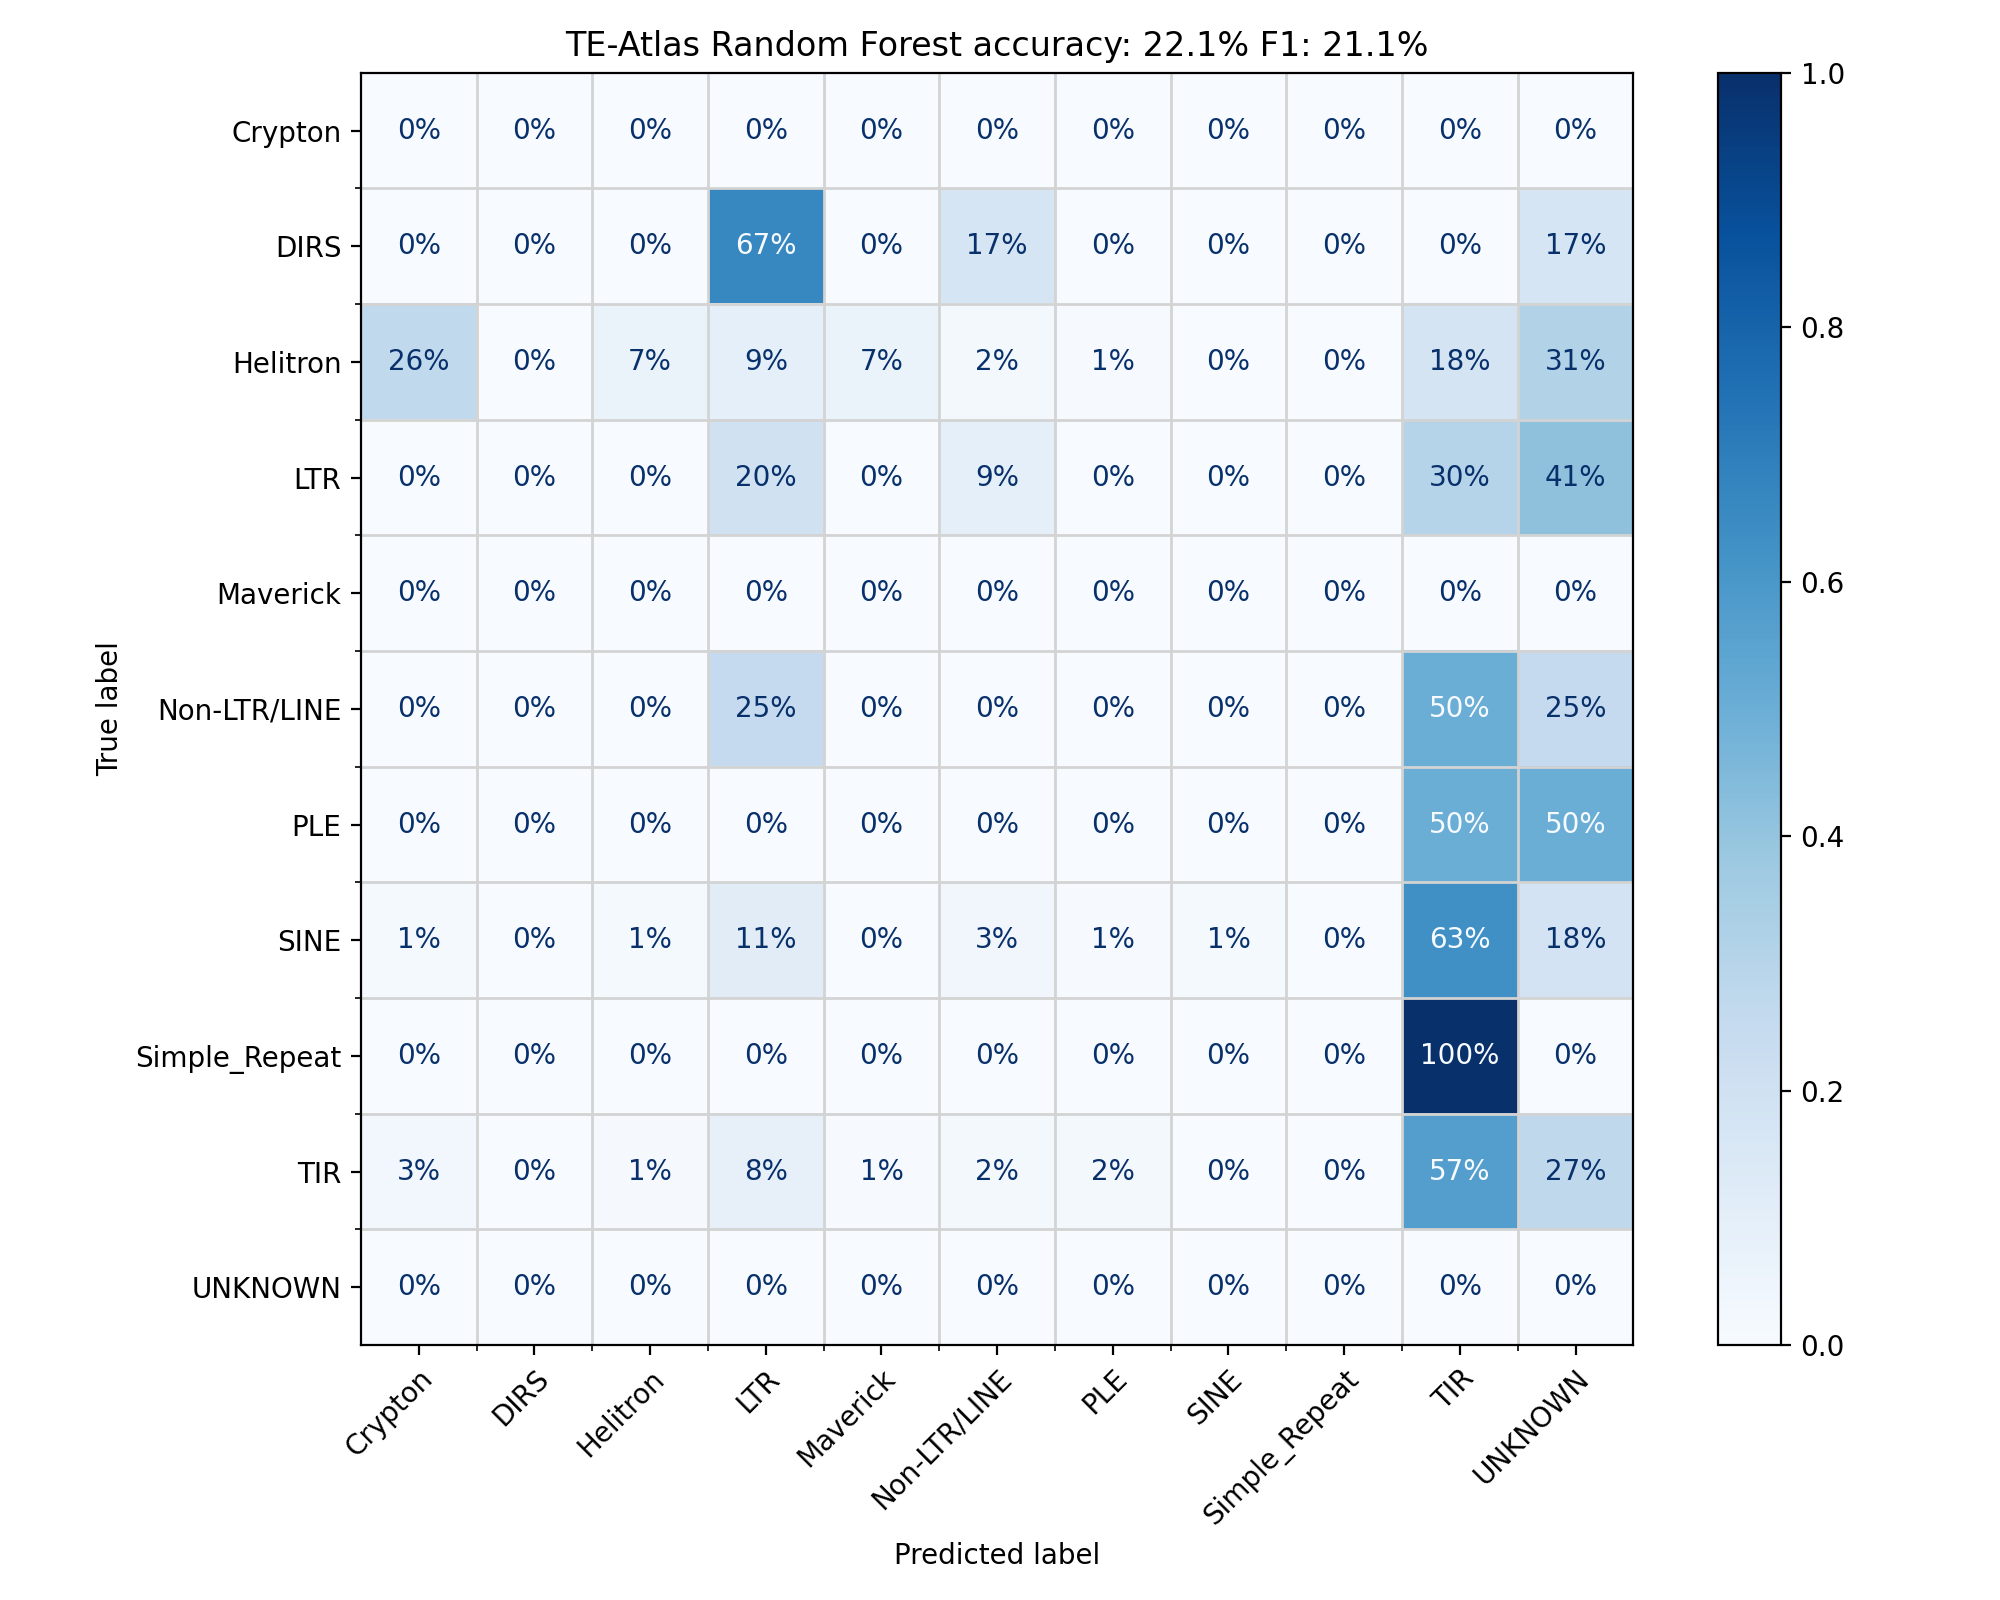 TE-Atlas Random Forest accuracy: 22.1% F1: 21.1%
Crypton 0% 0% 0% 0% 0% 0% 0% 0% 0% 0% 0%
DIRS 0% 0% 0% 67% 0% 17% 0% 0% 0% 0% 17%
Helitron 26% 0% 7% 9% 7% 2% 1% 0% 0% 18% 31%
LTR 0% 0% 0% 20% 0% 9% 0% 0% 0% 30% 41%
Maverick 0% 0% 0% 0% 0% 0% 0% 0% 0% 0% 0%
Non-LTR/LINE 0% 0% 0% 25% 0% 0% 0% 0% 0% 50% 25%
PLE 0% 0% 0% 0% 0% 0% 0% 0% 0% 50% 50%
SINE 1% 0% 1% 11% 0% 3% 1% 1% 0% 63% 18%
Simple_Repeat 0% 0% 0% 0% 0% 0% 0% 0% 0% 100% 0%
TIR 3% 0% 1% 8% 1% 2% 2% 0% 0% 57% 27%
UNKNOWN 0% 0% 0% 0% 0% 0% 0% 0% 0% 0% 0%
True label
Crypton DIRS Helitron LTR Maverick Non-LTR/LINE PLE SINE Simple_Repeat TIR UNKNOWN
Predicted label
1.0
0.8
0.6
0.4
0.2
0.0